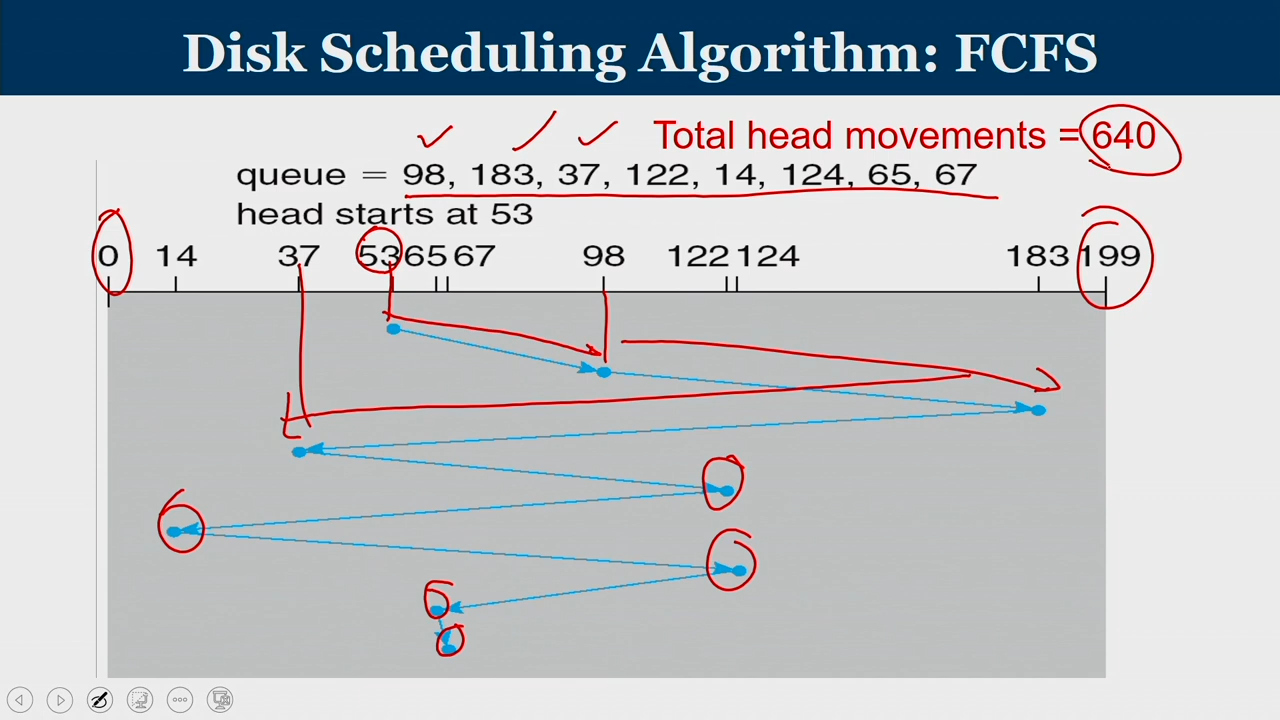 Disk Scheduling Algorithm: FCFS
Total head movements = 640
queue = 98, 183, 37, 122, 14, 124, 65, 67
head starts at 53
0 14 37 53 65 67 98 122 124 183 199